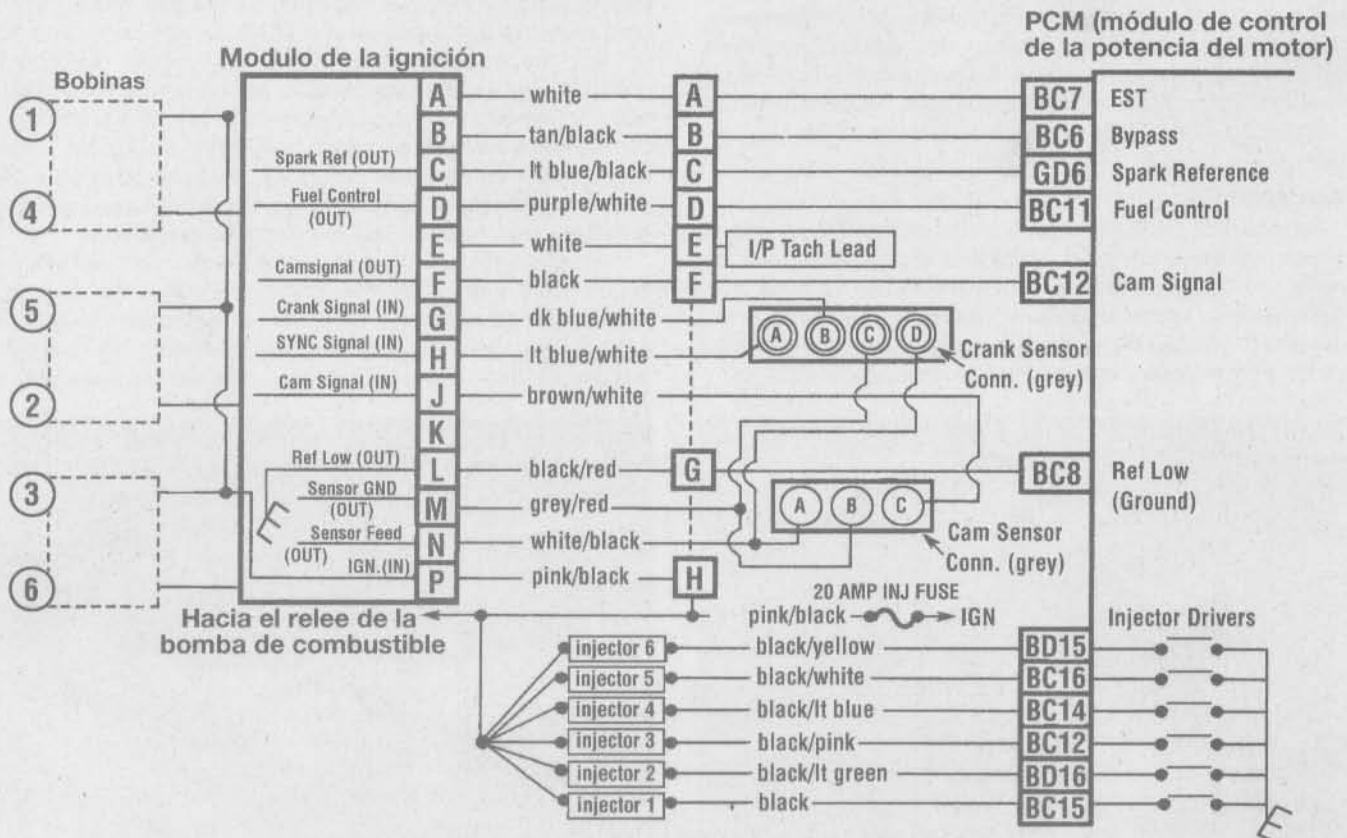 PCM (módulo de control
de la potencia del motor)
Modulo de la ignición
Bobinas
1
4
5
2
3
6
Spark Ref (OUT)
Fuel Control
(OUT)
Camsignal (OUT)
Crank Signal (IN)
SYNC Signal (IN)
Cam Signal (IN)
Ref Low (OUT)
Sensor GND
(OUT)
Sensor Feed
(OUT)
IGN.(IN)
A white A BC7 EST
B tan/black B BC6 Bypass
C lt blue/black C GD6 Spark Reference
D purple/white D BC11 Fuel Control
E white E I/P Tach Lead
F black F BC12 Cam Signal
G dk blue/white
H lt blue/white
J brown/white
K
L black/red G BC8 Ref Low
(Ground)
M grey/red
N white/black
P pink/black H
A B C D
Crank Sensor
Conn. (grey)
A B C
Cam Sensor
Conn. (grey)
Hacia el relee de la
bomba de combustible
20 AMP INJ FUSE
pink/black IGN
Injector Drivers
injector 6 black/yellow BD15
injector 5 black/white BC16
injector 4 black/lt blue BC14
injector 3 black/pink BC12
injector 2 black/lt green BD16
injector 1 black BC15